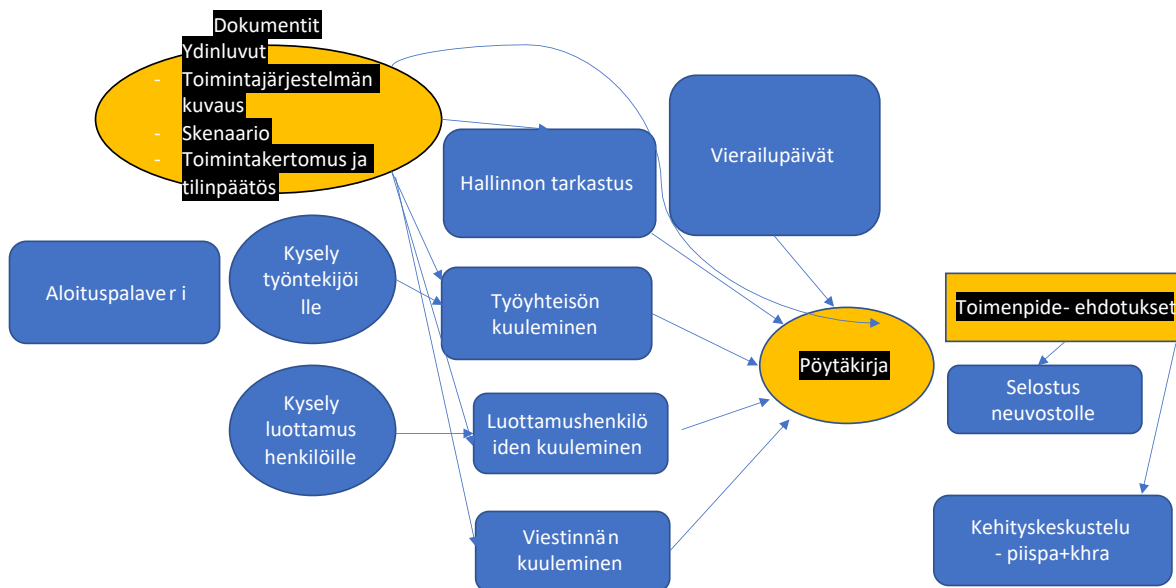 Dokumentit
Ydinluvut
- Toimintajärjestelmän
kuvaus
- Skenaario
- Toimintakertomus ja
tilinpäätös
Hallinnon tarkastus
Vierailupäivät
Aloituspalaver i
Kysely
työntekijöi
lle
Työyhteisön
kuuleminen
Toimenpide- ehdotukset
Pöytäkirja
Selostus
neuvostolle
Kysely
luottamus
henkilöille
Luottamushenkilö
iden kuuleminen
Viestinnän
kuuleminen
Kehityskeskustelu
- piispa+khra